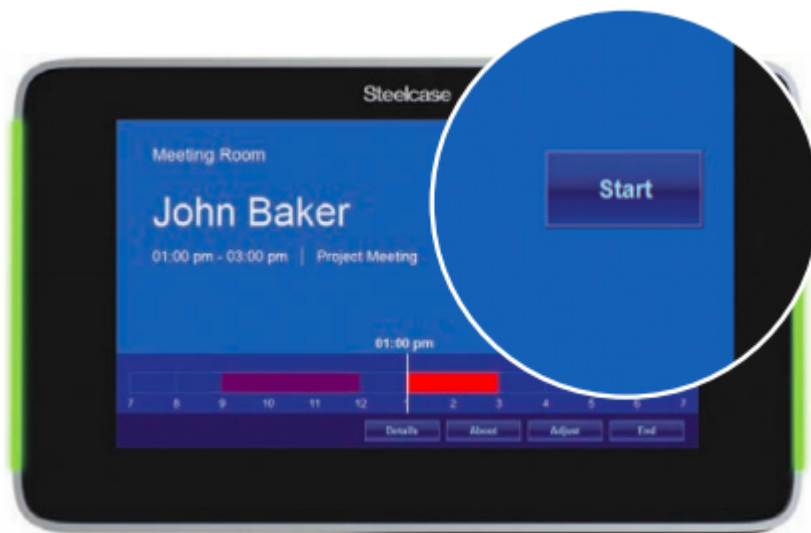 Steelcase
Meeting Room
Start
John Baker
01:00 pm - 03:00 pm | Project Meeting
01:00 pm
7 8 9 10 11 12 1 2 3 4 5 6 7
Details About Adjust End